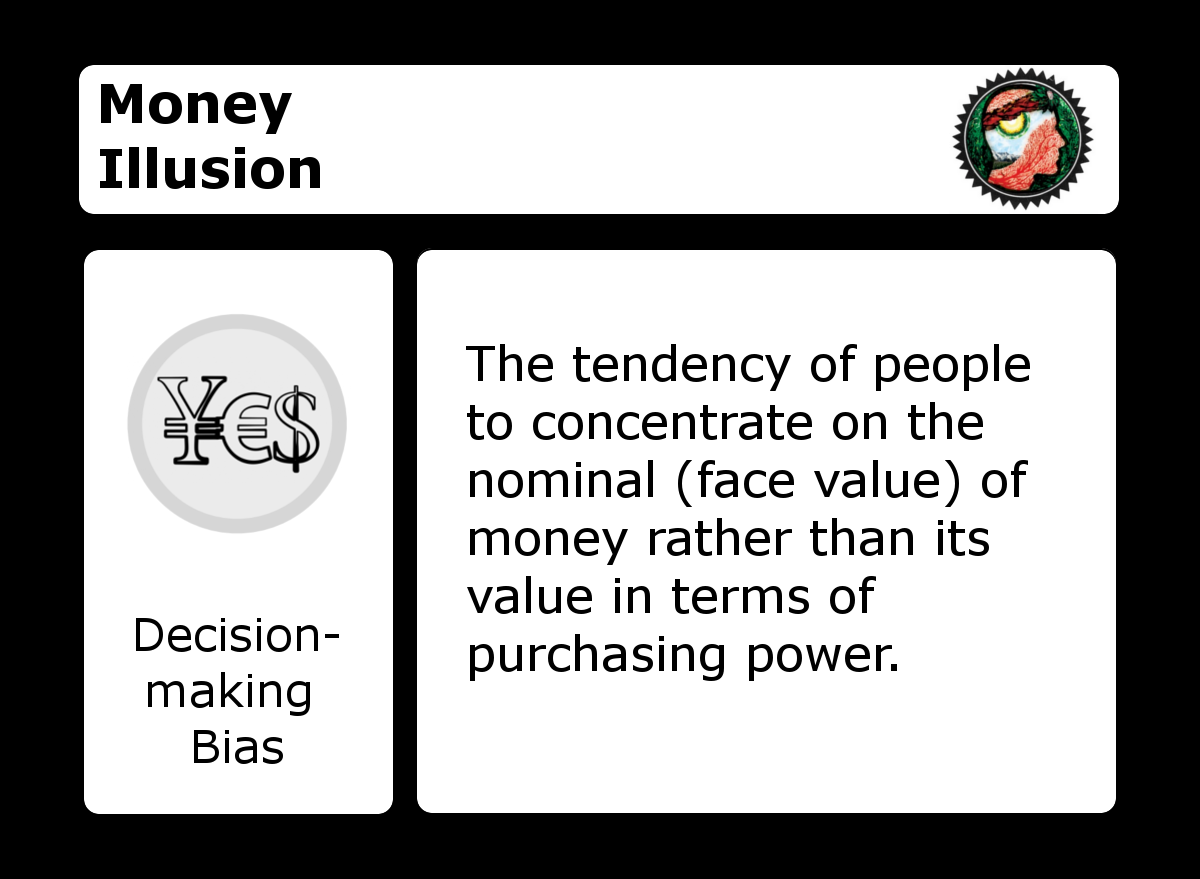 Money
Illusion
¥€$
Decision-
making
Bias
The tendency of people
to concentrate on the
nominal (face value) of
money rather than its
value in terms of
purchasing power.